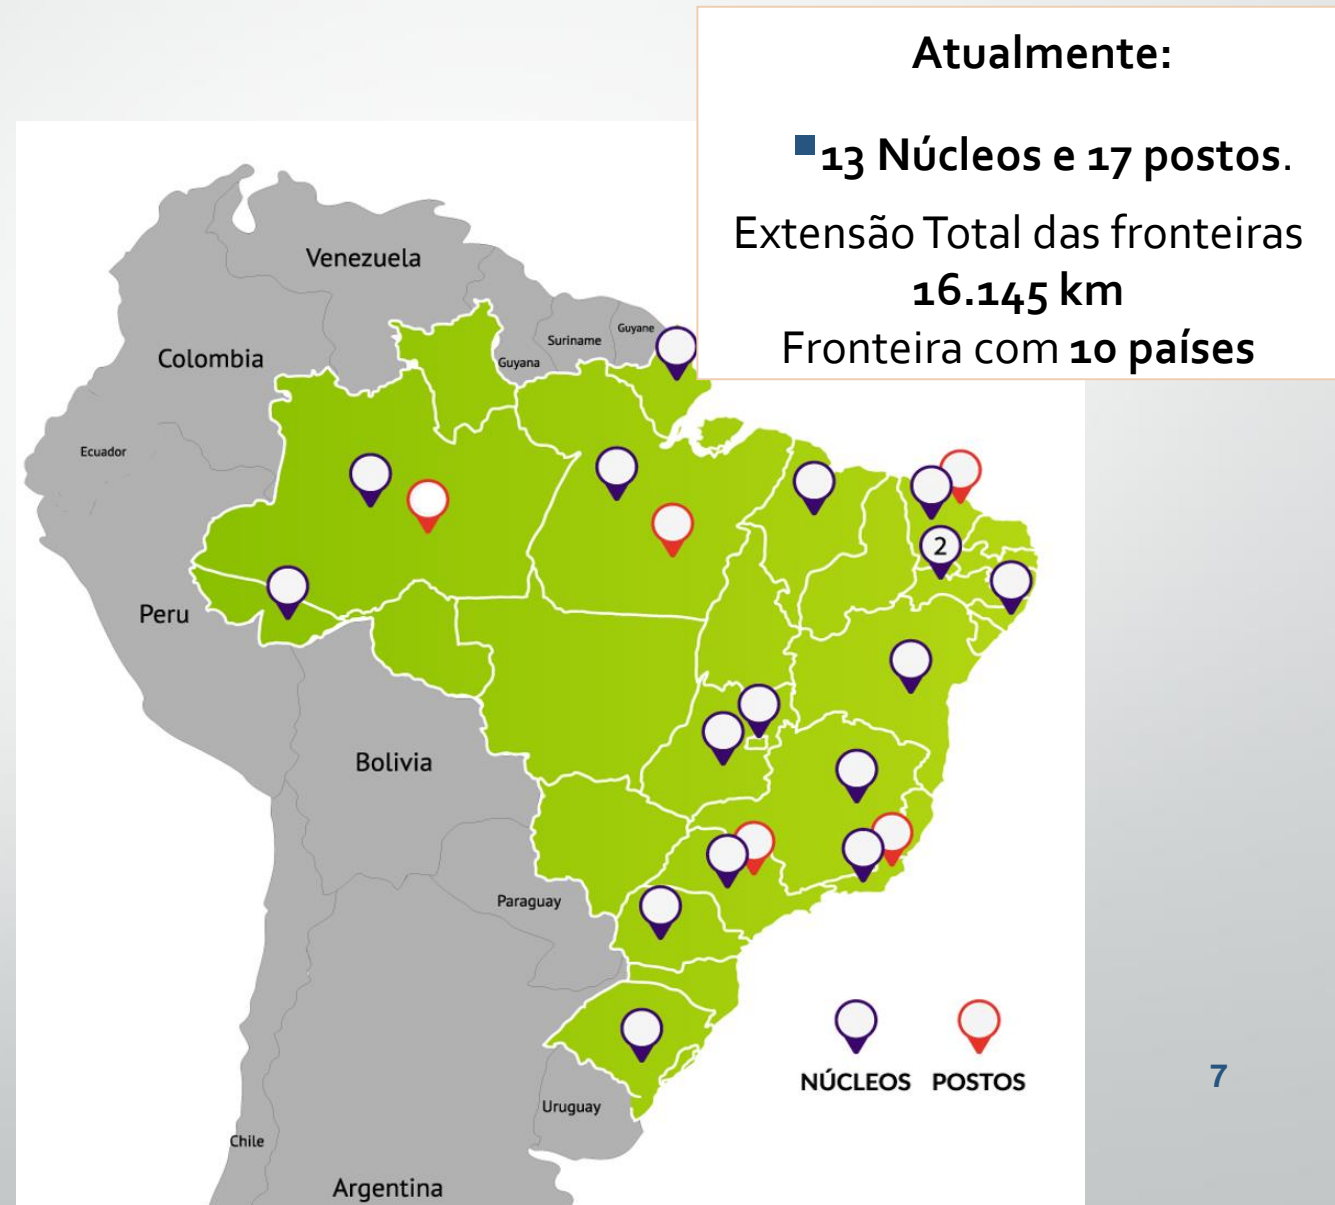 Atualmente:
▪13 Núcleos e 17 postos.
Extensão Total das fronteiras
16.145 km
Fronteira com 10 países
Venezuela
Guyane
Suriname
Colombia
Guyana
Ecuador
2
Peru
Bolivia
Paraguay
NÚCLEOS POSTOS
7
Uruguay
Chile
Argentina